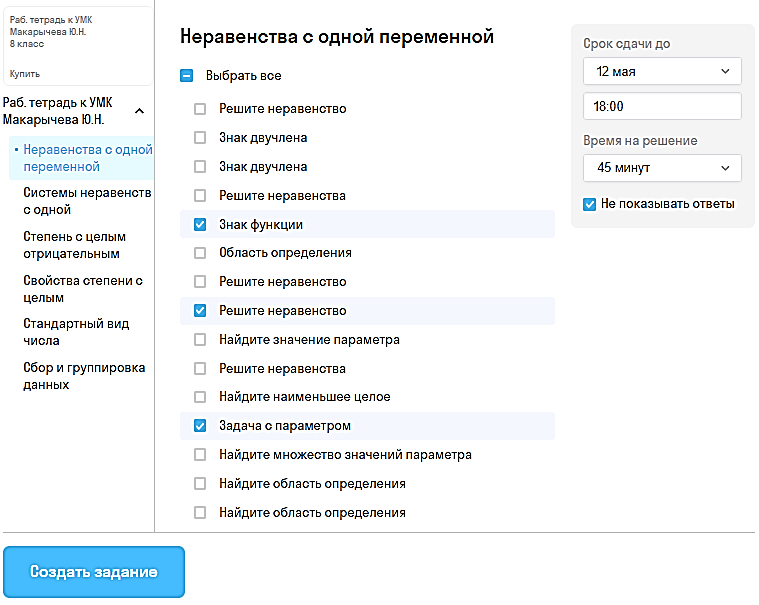 Раб. тетрадь к УМК
Макарычева Ю.Н.
8 класс
Купить
Раб. тетрадь к УМК
Макарычева Ю.Н.
• Неравенства с одной
переменной
Системы неравенств
с одной
Степень с целым
отрицательным
Свойства степени с
целым
Стандартный вид
числа
Сбор и группировка
данных
Неравенства с одной переменной
Выбрать все
Решите неравенство
Знак двучлена
Знак двучлена
Решите неравенства
Знак функции
Область определения
Решите неравенство
Решите неравенство
Найдите значение параметра
Решите неравенства
Найдите наименьшее целое
Задача с параметром
Найдите множество значений параметра
Найдите область определения
Найдите область определения
Срок сдачи до
12 мая
18:00
Время на решение
45 минут
Не показывать ответы
Создать задание